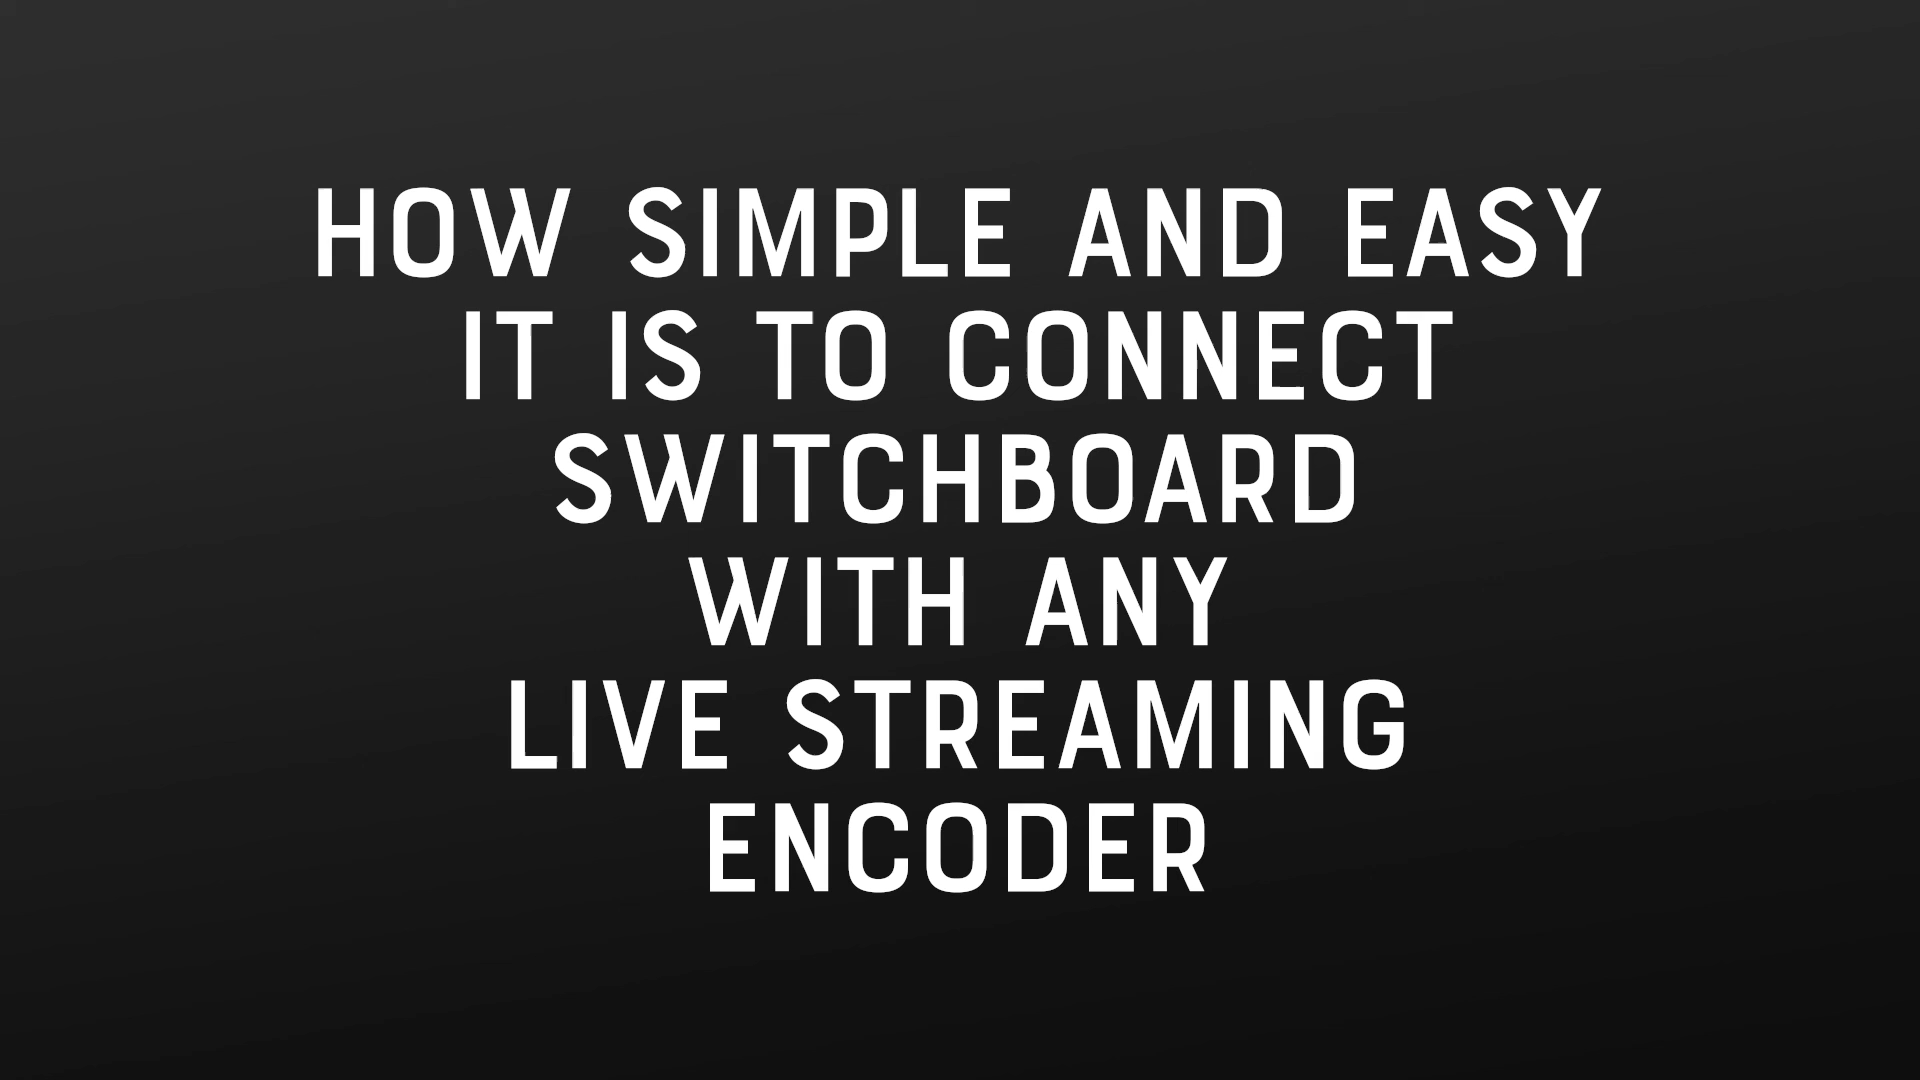 HOW SIMPLE AND EASY
IT IS TO CONNECT
SWITCHBOARD
WITH ANY
LIVE STREAMING
ENCODER